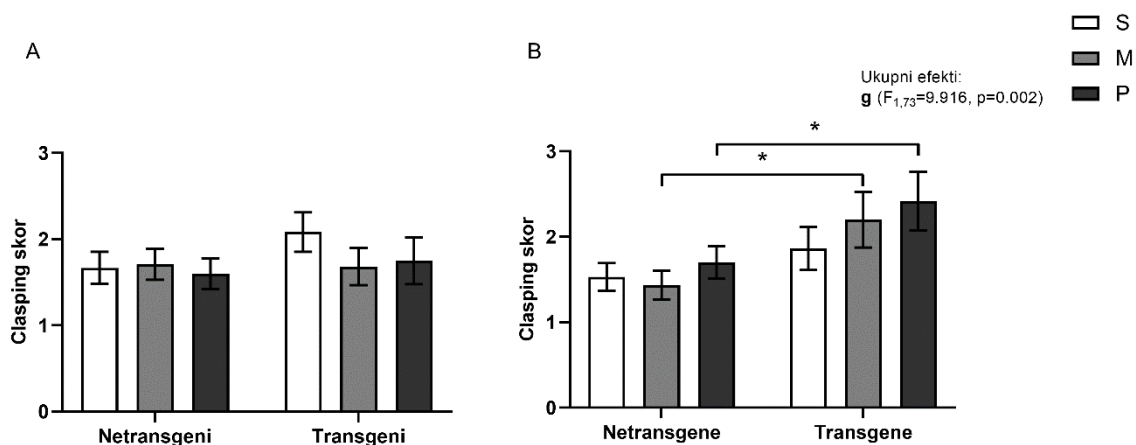 A
3
2
1
0
Clasping skor
Netransgeni Transgeni
B
Ukupni efekti:
g (F1,73=9.916, p=0.002)
*
*
3
2
1
0
Clasping skor
Netransgene Transgene
S
M
P